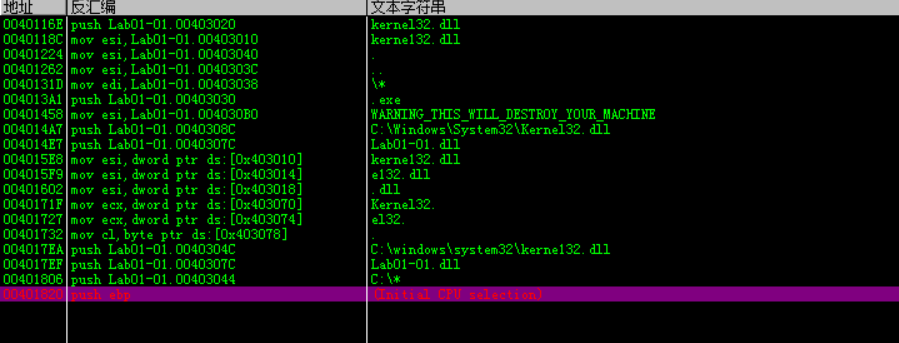 地址 反汇编 文本字符串
0040116E push Lab01-01.00403020 kernel32.dll
0040118C mov esi,Lab01-01.00403010 kerne132.dll
00401224 mov esi,Lab01-01.00403040 .
00401262 mov esi,Lab01-01.0040303C ..
0040131D mov edi,Lab01-01.00403038 \*
004013A1 push Lab01-01.00403030 .exe
00401458 mov esi,Lab01-01.004030B0 WARNING_THIS_WILL_DESTROY_YOUR_MACHINE
004014A7 push Lab01-01.0040308C C:\Windows\System32\Kernel32.dll
004014E7 push Lab01-01.0040307C Lab01-01.dll
004015E8 mov esi,dword ptr ds:[0x403010] kerne132.dll
004015F9 mov esi,dword ptr ds:[0x403014] e132.dll
00401602 mov esi,dword ptr ds:[0x403018] .dll
0040171F mov ecx,dword ptr ds:[0x403070] Kernel32.
00401727 mov ecx,dword ptr ds:[0x403074] el32.
00401732 mov cl,byte ptr ds:[0x403078] .
004017EA push Lab01-01.0040304C C:\windows\system32\kerne132.dll
004017EF push Lab01-01.0040307C Lab01-01.dll
00401806 push Lab01-01.00403044 C:\*
00401820 push ebp (Initial CPU selection)